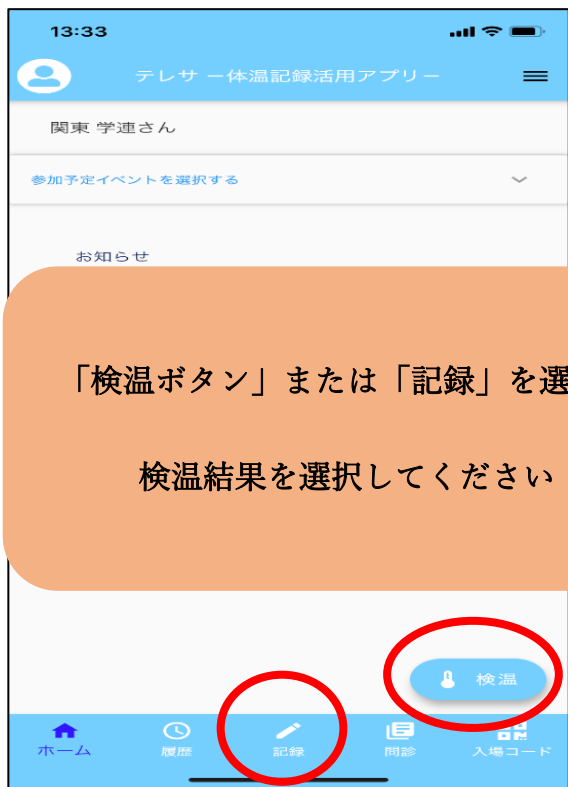 13:33
テレサ ー体温記録活用アプリー
関東 学連さん
参加予定イベントを選択する
お知らせ
「検温ボタン」または「記録」を選
検温結果を選択してください
検温
ホーム
履歴
記録
問診
入場コード